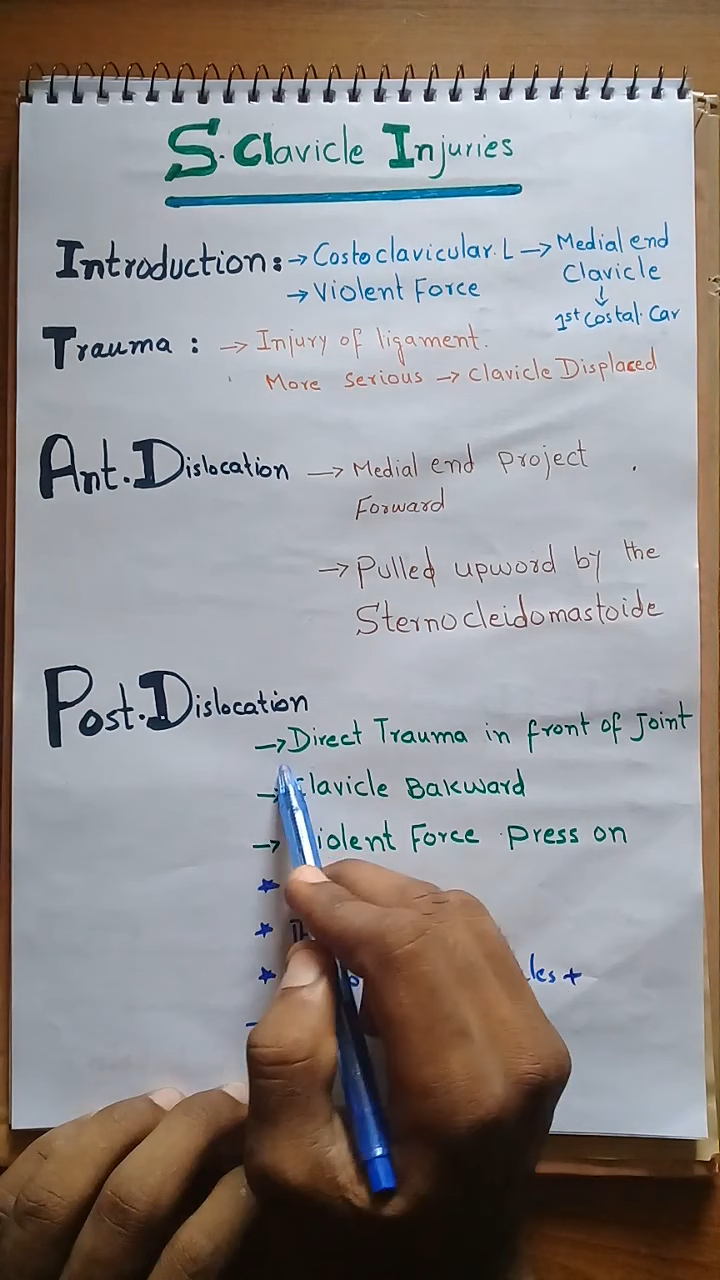 S.Clavicle Injuries
Introduction: → Costoclavicular.L → Medial end
Clavicle
↓
1st Costal.Car
→ Violent Force
Trauma: → Injury of ligament.
More serious → Clavicle Displaced
Ant.Dislocation → Medial end project
Forward
→ Pulled upword by the
Sternocleidomastoide
Post.Dislocation
→ Direct Trauma in front of Joint
→ Clavicle Bakward
→ Violent Force press on